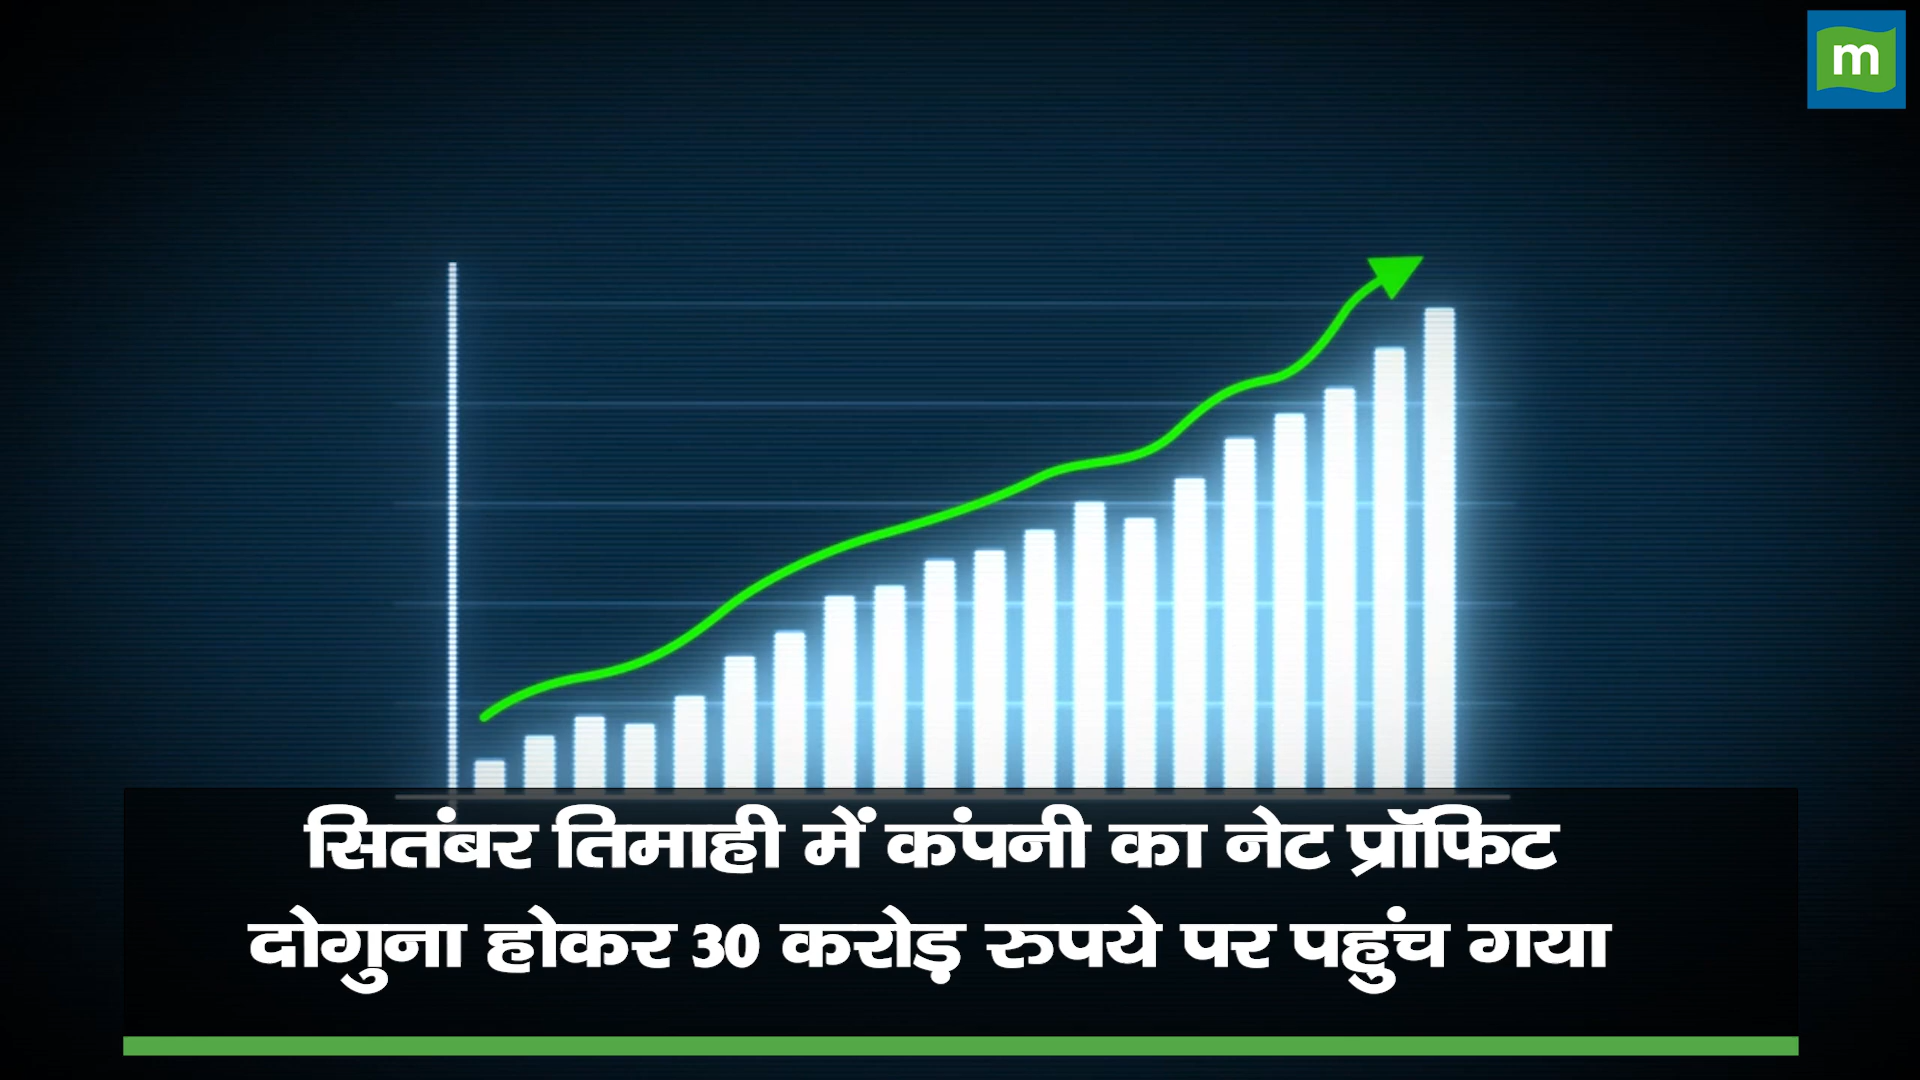 m
सितंबर तिमाही में कंपनी का नेट प्रॉफिट
दोगुना होकर 30 करोड़ रुपये पर पहुंच गया